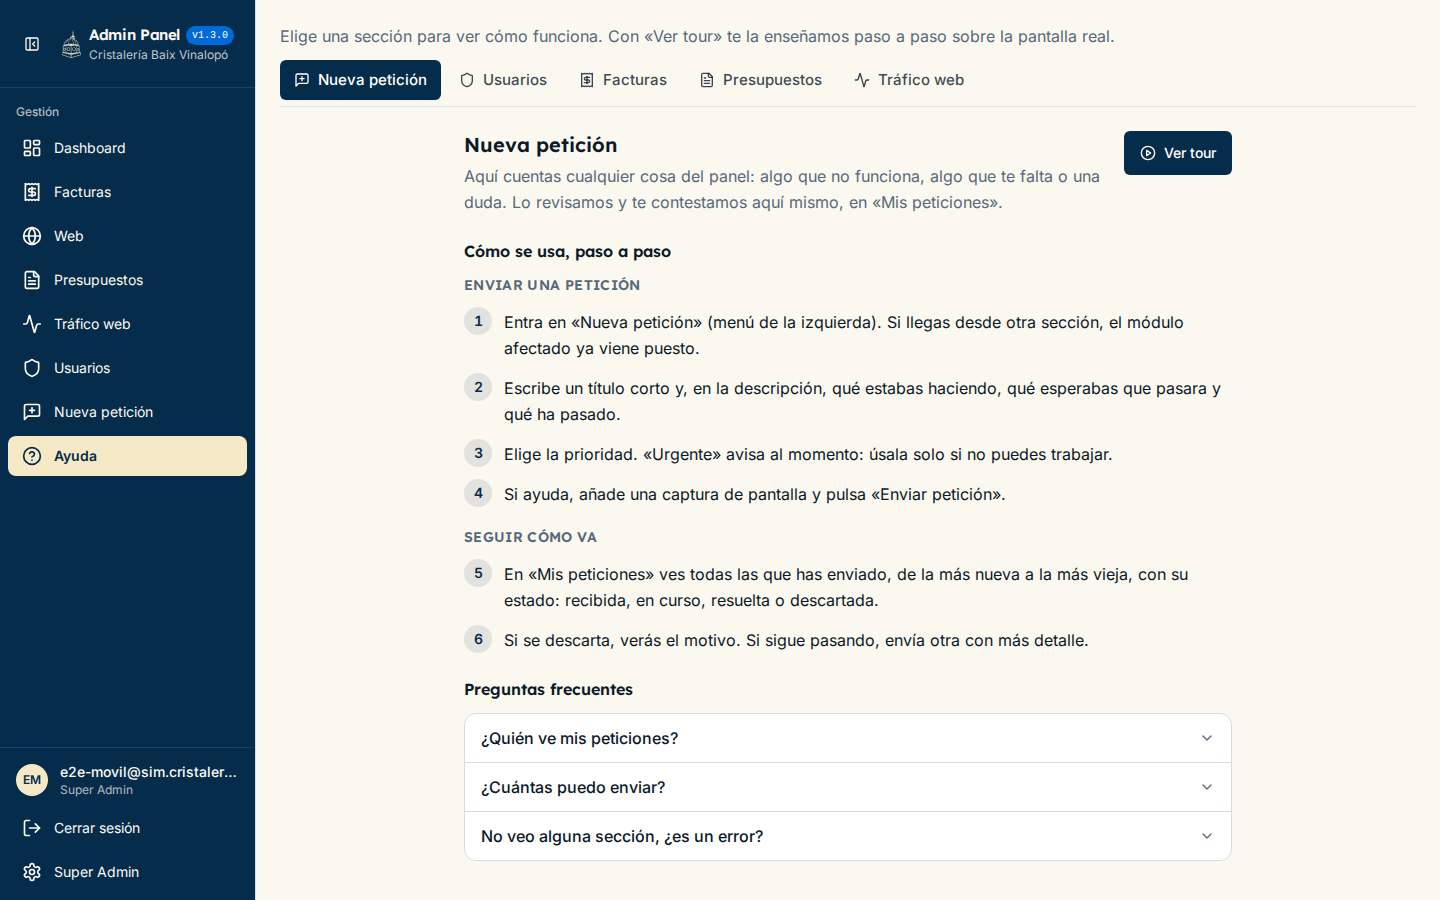 Admin Panel v1.3.0
Cristalería Baix Vinalopó
Gestión
Dashboard
Facturas
Web
Presupuestos
Tráfico web
Usuarios
Nueva petición
Ayuda
EM
e2e-movil@sim.cristaler...
Super Admin
Cerrar sesión
Super Admin
Elige una sección para ver cómo funciona. Con «Ver tour» te la enseñamos paso a paso sobre la pantalla real.
Nueva petición Usuarios Facturas Presupuestos Tráfico web
Nueva petición
Ver tour
Aquí cuentas cualquier cosa del panel: algo que no funciona, algo que te falta o una
duda. Lo revisamos y te contestamos aquí mismo, en «Mis peticiones».
Cómo se usa, paso a paso
ENVIAR UNA PETICIÓN
1 Entra en «Nueva petición» (menú de la izquierda). Si llegas desde otra sección, el módulo
afectado ya viene puesto.
2 Escribe un título corto y, en la descripción, qué estabas haciendo, qué esperabas que pasara y
qué ha pasado.
3 Elige la prioridad. «Urgente» avisa al momento: úsala solo si no puedes trabajar.
4 Si ayuda, añade una captura de pantalla y pulsa «Enviar petición».
SEGUIR CÓMO VA
5 En «Mis peticiones» ves todas las que has enviado, de la más nueva a la más vieja, con su
estado: recibida, en curso, resuelta o descartada.
6 Si se descarta, verás el motivo. Si sigue pasando, envía otra con más detalle.
Preguntas frecuentes
¿Quién ve mis peticiones?
¿Cuántas puedo enviar?
No veo alguna sección, ¿es un error?